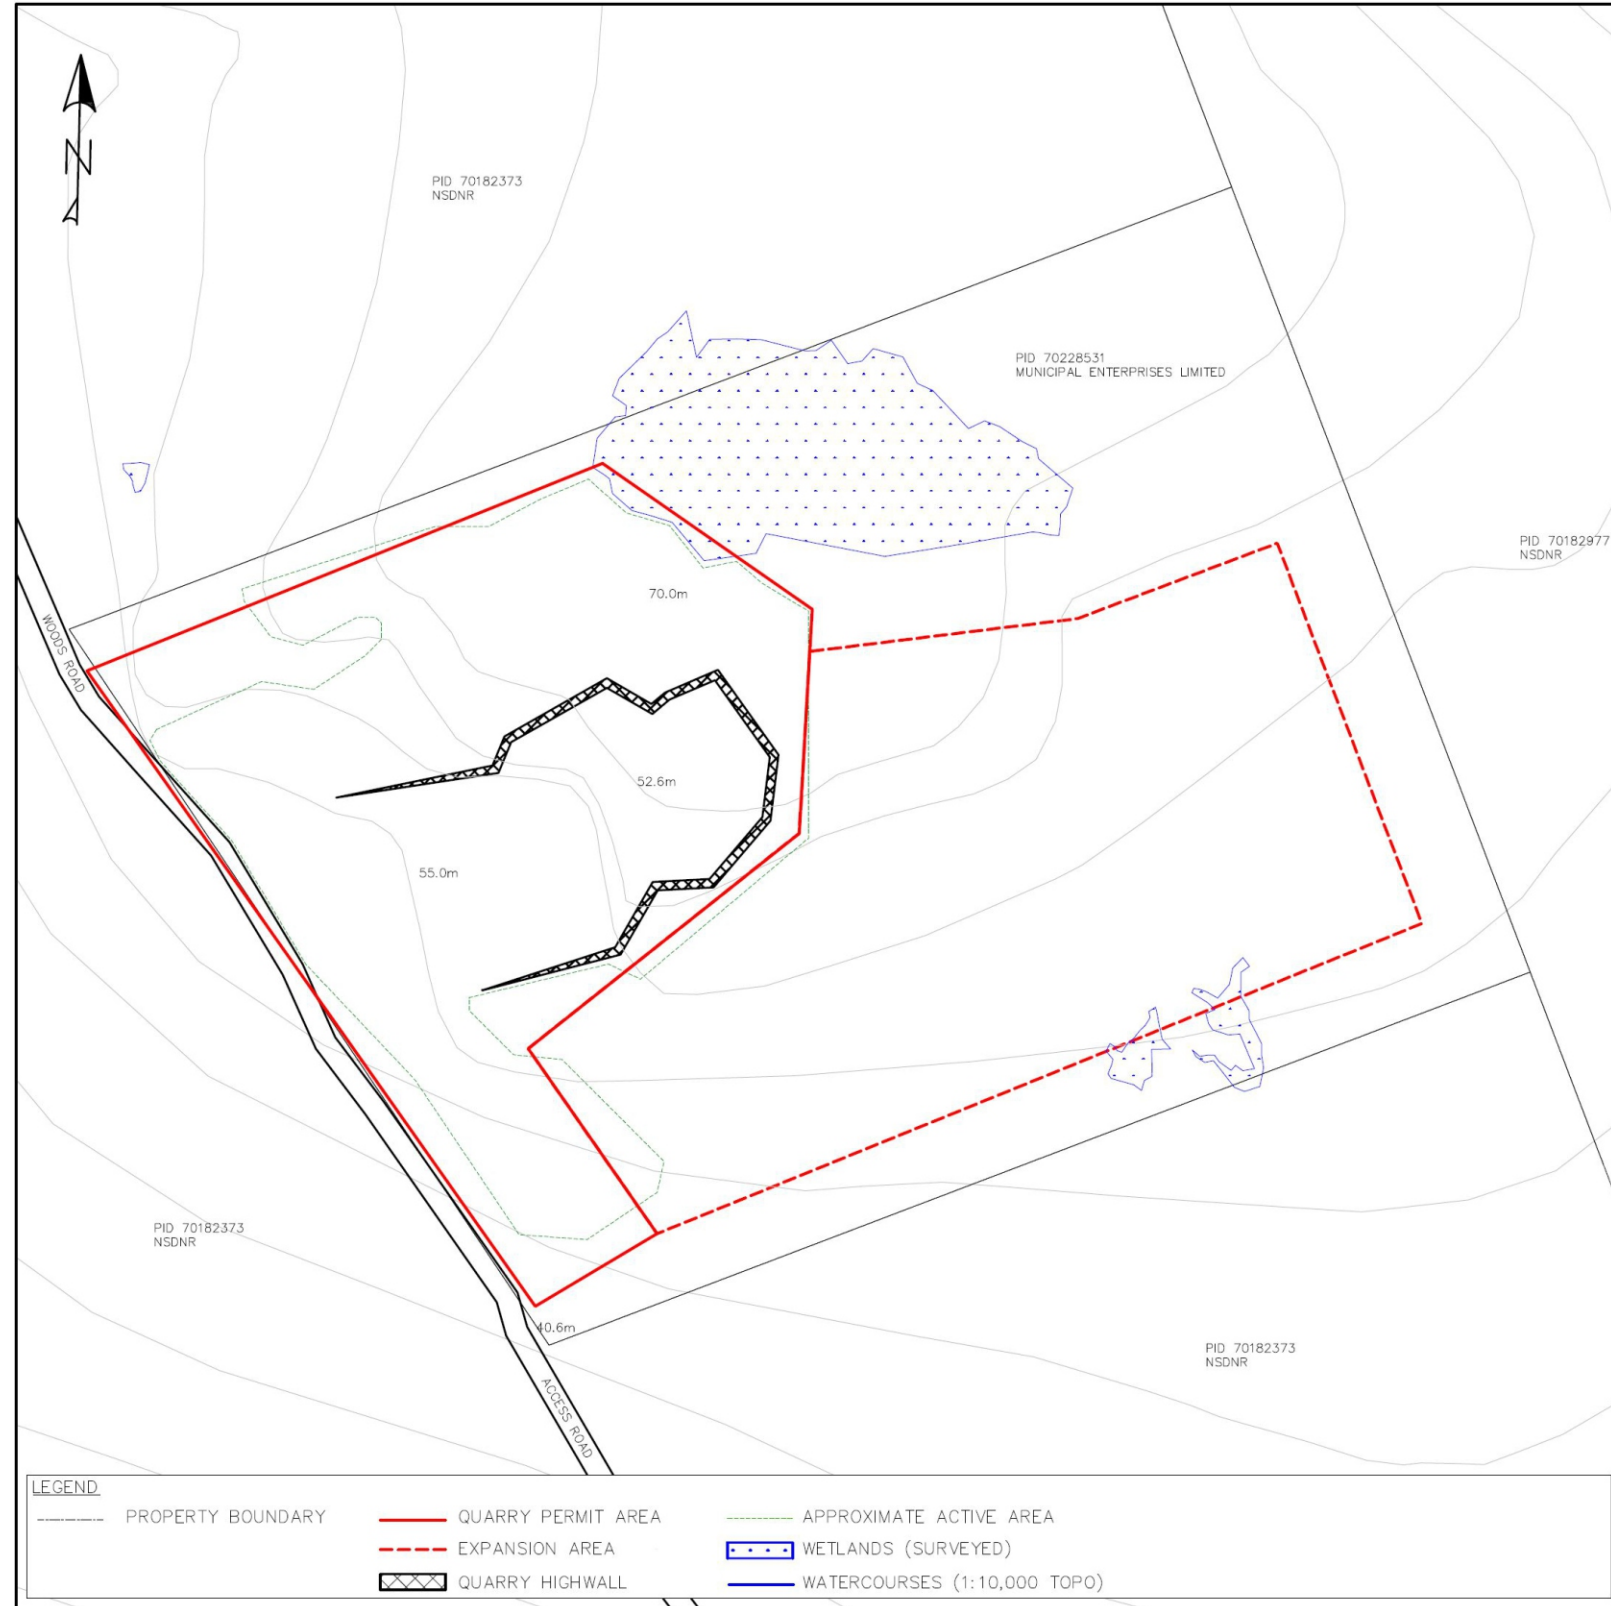 N
PID 70182373
NSDNR
PID 70228531
MUNICIPAL ENTERPRISES LIMITED
PID 70182977
NSDNR
70.0m
WOODS ROAD
52.6m
55.0m
PID 70182373
NSDNR
40.6m
PID 70182373
NSDNR
ACCESS ROAD
LEGEND
PROPERTY BOUNDARY
QUARRY PERMIT AREA
APPROXIMATE ACTIVE AREA
EXPANSION AREA
WETLANDS (SURVEYED)
QUARRY HIGHWALL
WATERCOURSES (1:10,000 TOPO)